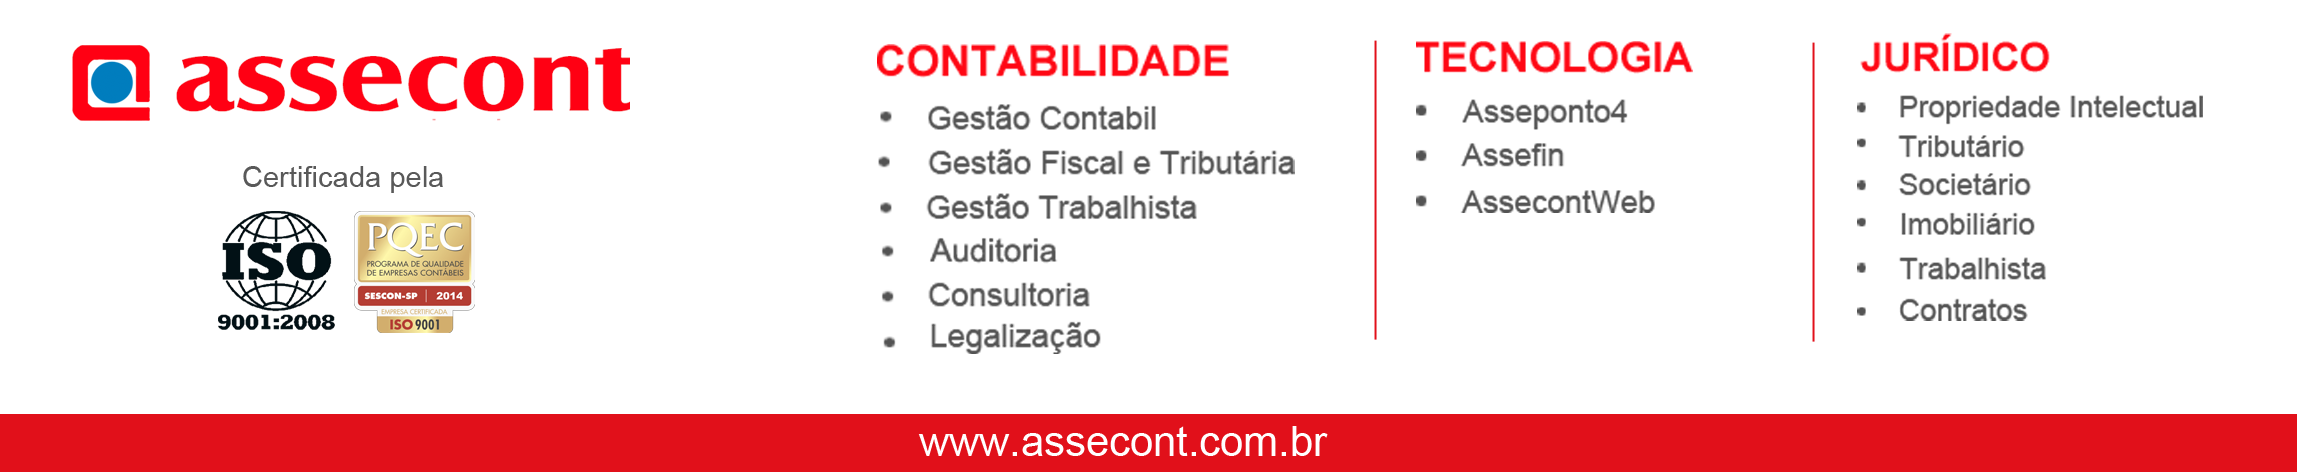 assecont
Certificada pela
ISO
9001:2008
PQEC
PROGRAMA DE QUALIDADE
DE EMPRESAS CONTÁBEIS
SESCON-SP | 2014
EMPRESA CERTIFICADA
ISO 9001
CONTABILIDADE
• Gestão Contabil
• Gestão Fiscal e Tributária
• Gestão Trabalhista
• Auditoria
• Consultoria
• Legalização
TECNOLOGIA
• Asseponto4
• Assefin
• AssecontWeb
JURÍDICO
• Propriedade Intelectual
• Tributário
• Societário
• Imobiliário
• Trabalhista
• Contratos
www.assecont.com.br